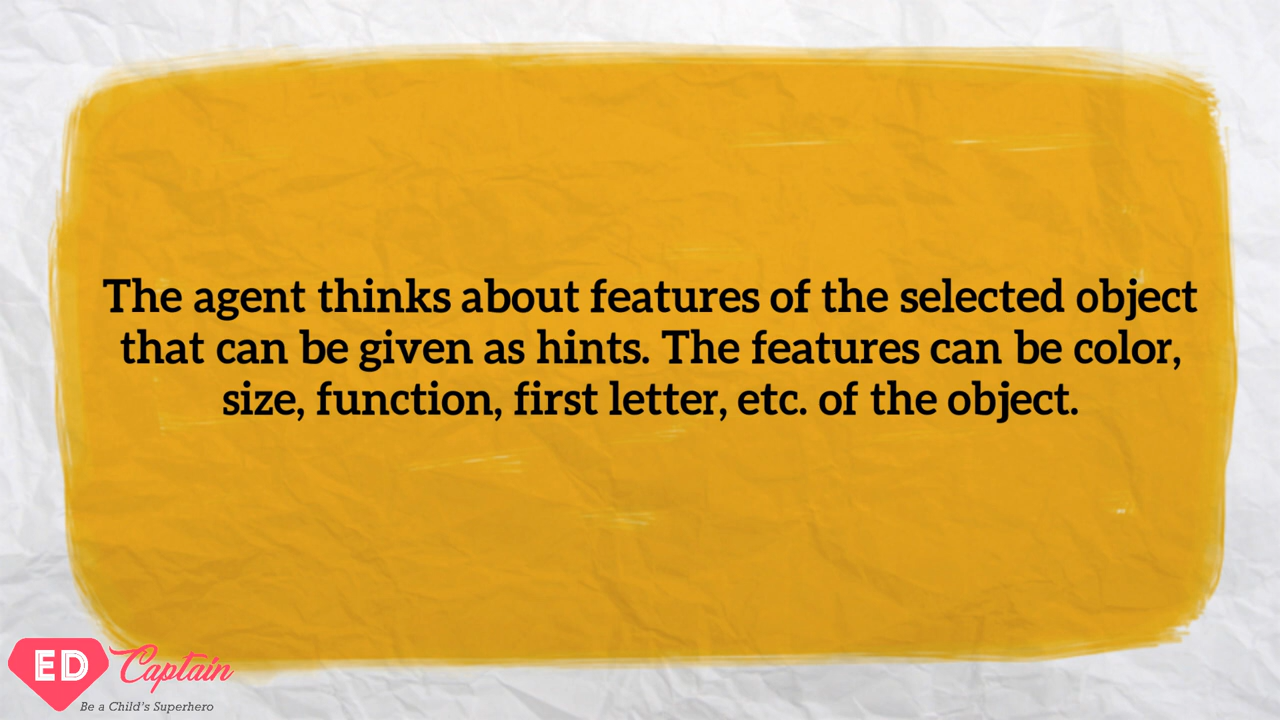 The agent thinks about features of the selected object
that can be given as hints. The features can be color,
size, function, first letter, etc. of the object.
ED Captain
Be a Child's Superhero